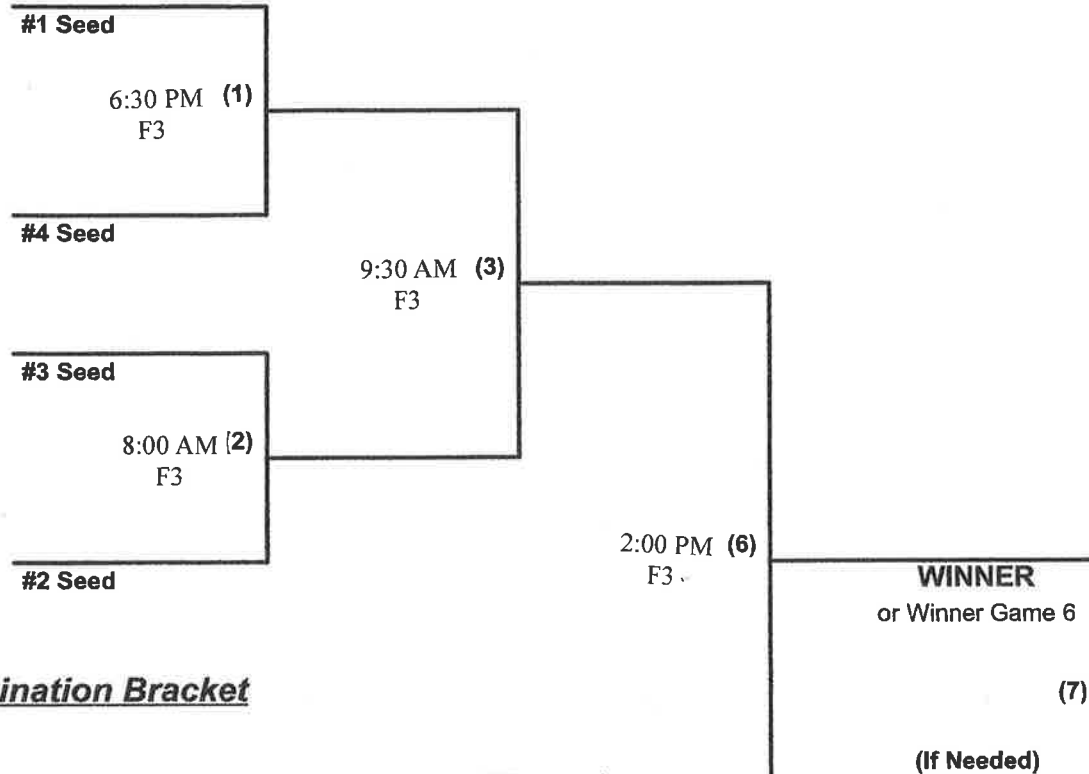 #1 Seed
6:30 PM (1)
F3
#4 Seed
9:30 AM (3)
F3
#3 Seed
8:00 AM (2)
F3
#2 Seed
2:00 PM (6)
F3
WINNER
or Winner Game 6
ination Bracket
(7)
(If Needed)